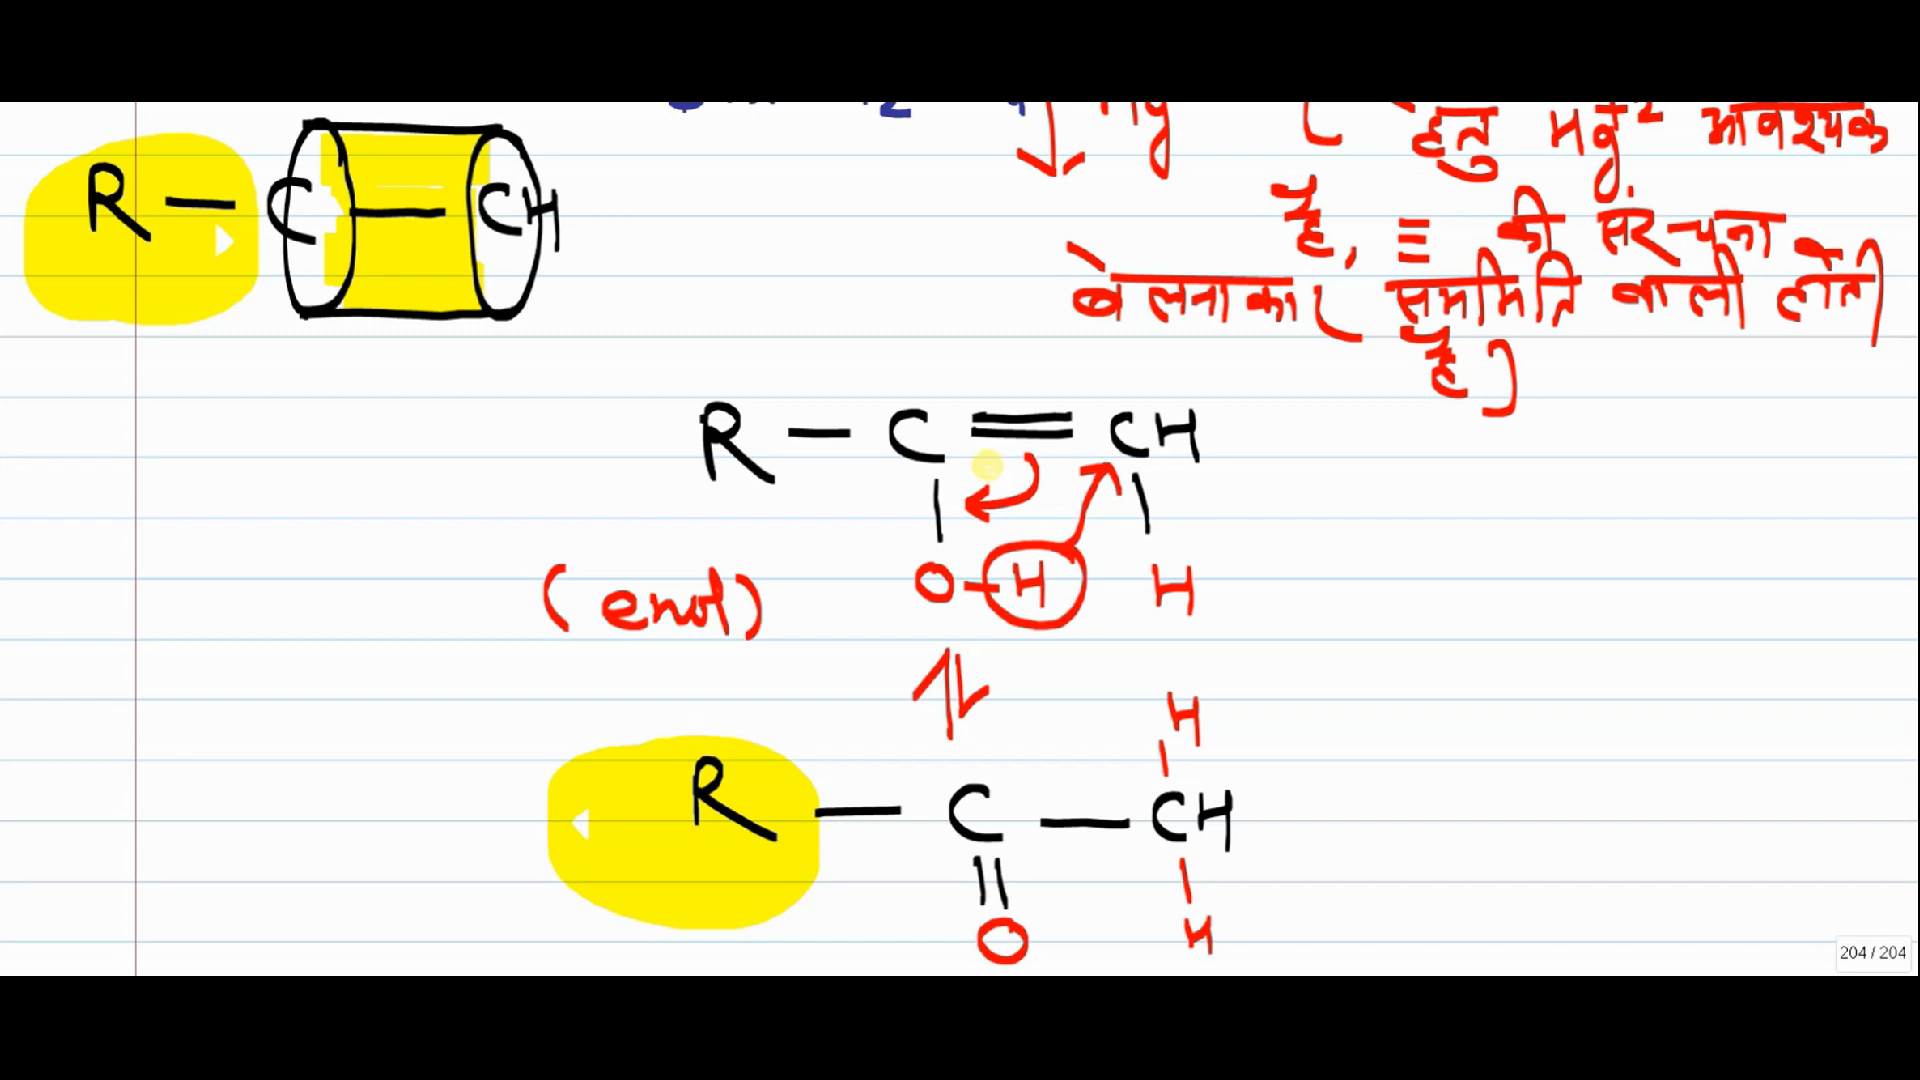 हेतु Hg²⁺ आवश्यक
है, ≡ की संरचना
बेलनाकार सममिति वाली होती
है]
R — C — CH
R — C = CH
(enol) O - H H
H
R — C — CH
O H
204 / 204